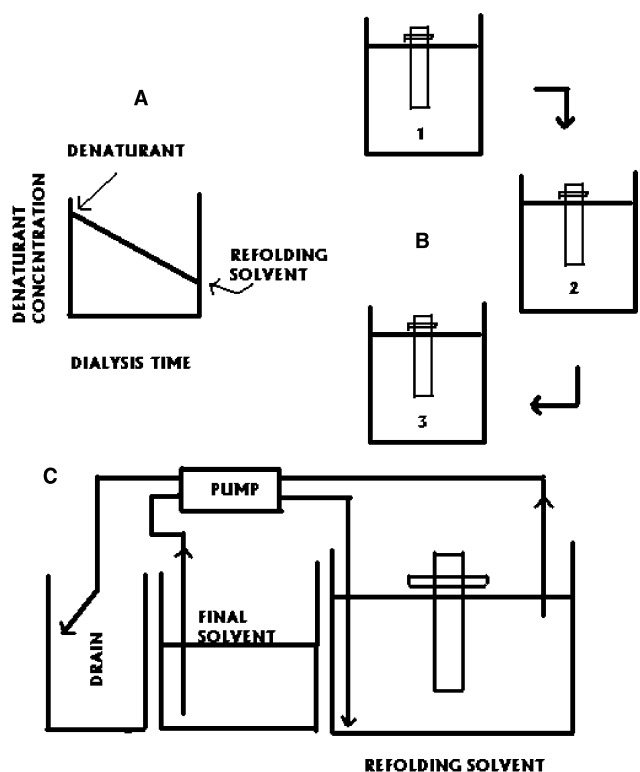 A
DENATURANT
DENATURANT
CONCENTRATION
REFOLDING
SOLVENT
DIALYSIS TIME
B
1
2
3
C
PUMP
DRAIN
FINAL
SOLVENT
REFOLDING SOLVENT